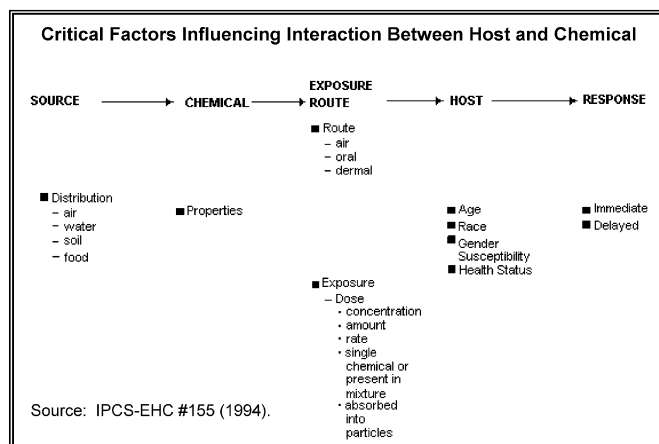 Critical Factors Influencing Interaction Between Host and Chemical
SOURCE
CHEMICAL
EXPOSURE
ROUTE
HOST
RESPONSE
■ Distribution
– air
– water
– soil
– food
■ Properties
■ Route
– air
– oral
– dermal
■ Exposure
– Dose
· concentration
· amount
· rate
· single
chemical or
present in
mixture
· absorbed
into
particles
■ Age
■ Race
■ Gender
Susceptibility
■ Health Status
■ Immediate
■ Delayed
Source: IPCS-EHC #155 (1994).